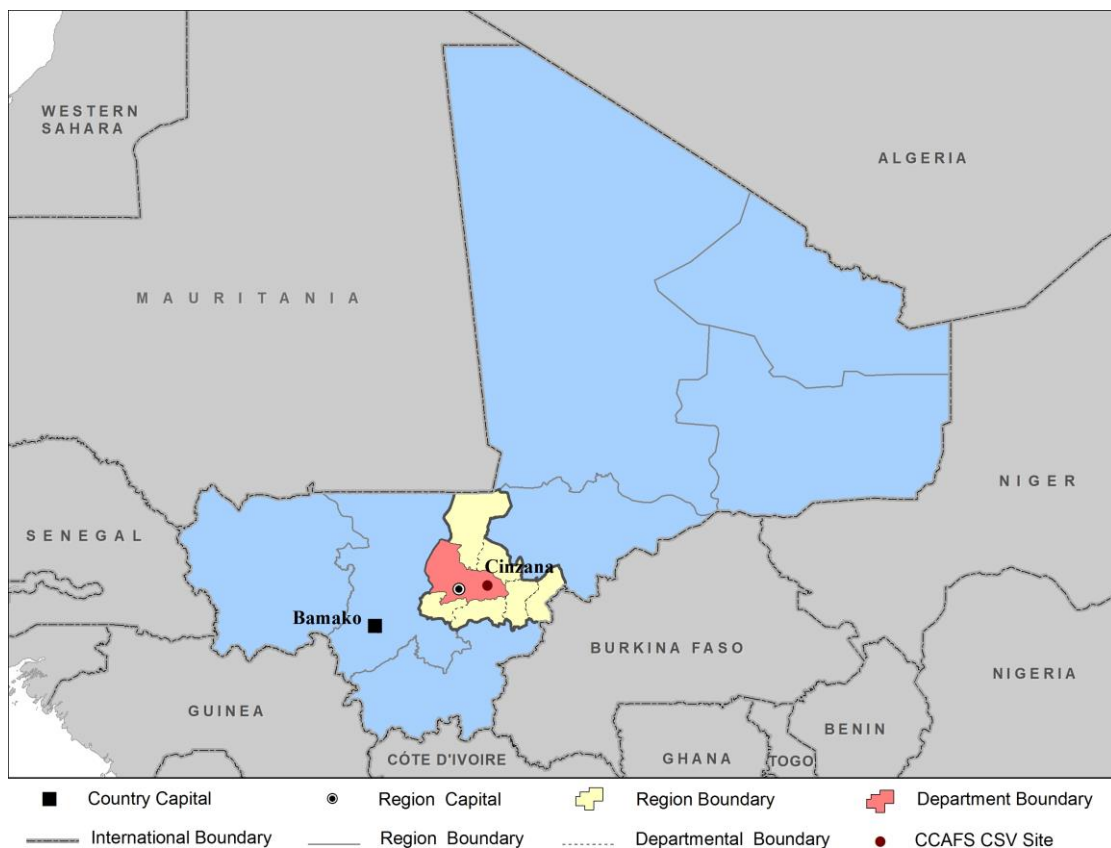 WESTERN
SAHARA
ALGERIA
MAURITANIA
NIGER
SENEGAL
Cinzana
Bamako
BURKINA FASO
NIGERIA
GUINEA
BENIN
CÓTE D'IVOIRE
GHANA
TOGO
Country Capital
Region Capital
Region Boundary
Department Boundary
International Boundary
Region Boundary
Departmental Boundary
CCAFS CSV Site